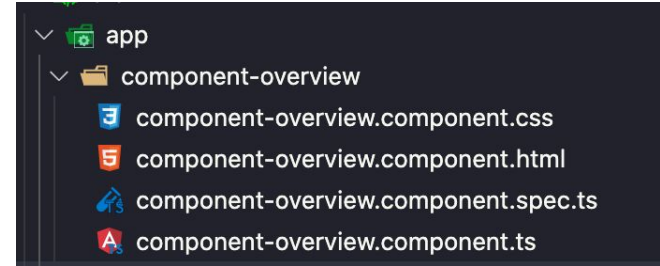 app
component-overview
component-overview.component.css
component-overview.component.html
component-overview.component.spec.ts
component-overview.component.ts